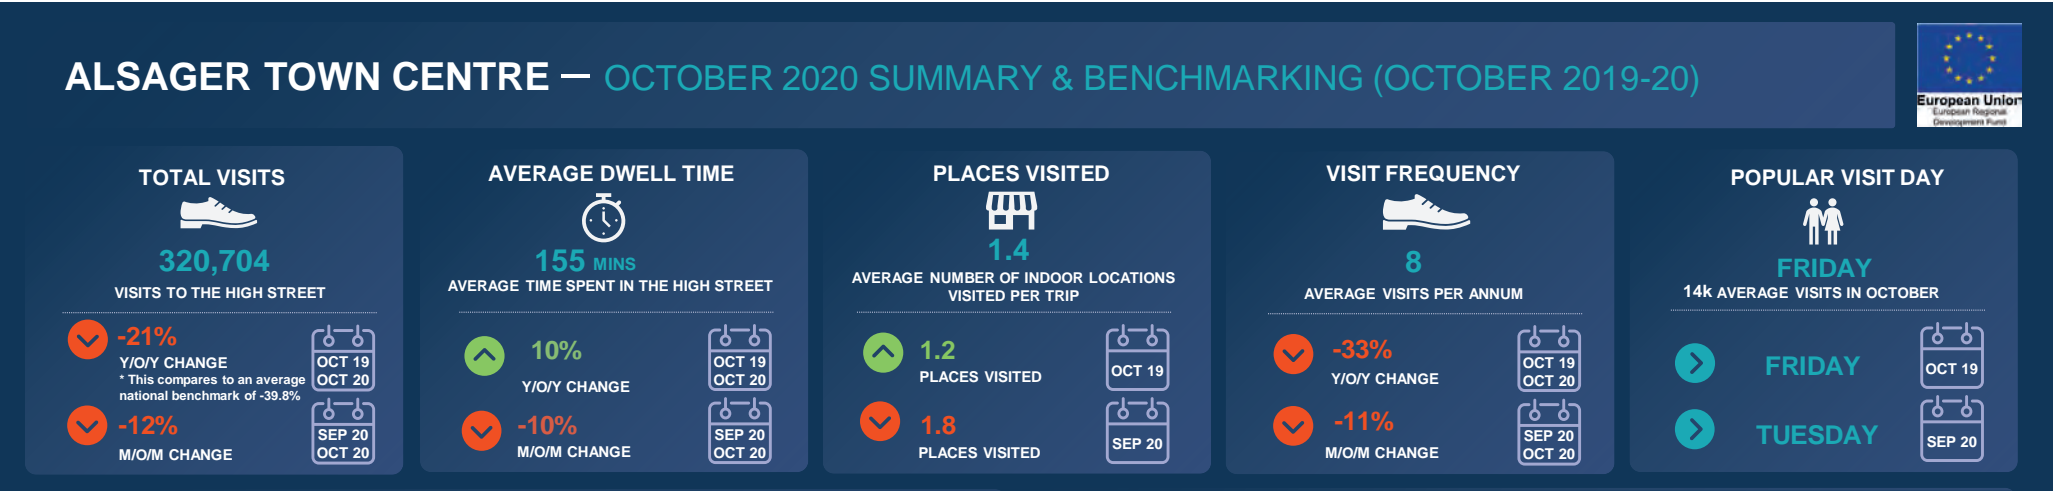 ALSAGER TOWN CENTRE — OCTOBER 2020 SUMMARY & BENCHMARKING (OCTOBER 2019-20)
European Union
European Regional
Development Fund
TOTAL VISITS
320,704
VISITS TO THE HIGH STREET
-21%
Y/O/Y CHANGE
* This compares to an average
national benchmark of -39.8%
OCT 19
OCT 20
-12%
M/O/M CHANGE
SEP 20
OCT 20
AVERAGE DWELL TIME
155 MINS
AVERAGE TIME SPENT IN THE HIGH STREET
10%
Y/O/Y CHANGE
OCT 19
OCT 20
-10%
M/O/M CHANGE
SEP 20
OCT 20
PLACES VISITED
1.4
AVERAGE NUMBER OF INDOOR LOCATIONS
VISITED PER TRIP
1.2
PLACES VISITED
OCT 19
1.8
PLACES VISITED
SEP 20
VISIT FREQUENCY
8
AVERAGE VISITS PER ANNUM
-33%
Y/O/Y CHANGE
OCT 19
OCT 20
-11%
M/O/M CHANGE
SEP 20
OCT 20
POPULAR VISIT DAY
FRIDAY
14k AVERAGE VISITS IN OCTOBER
FRIDAY
OCT 19
TUESDAY
SEP 20